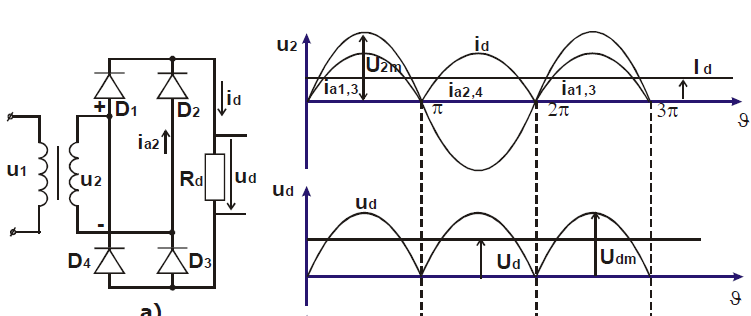 +
D1
D2
id
ia2
u1
u2
Rd
ud
-
D4
D3
a)
u2
U2m
id
Id
ia1,3
ia2,4
ia1,3
π
2π
3π
ϑ
ud
ud
Ud
Udm
ϑ